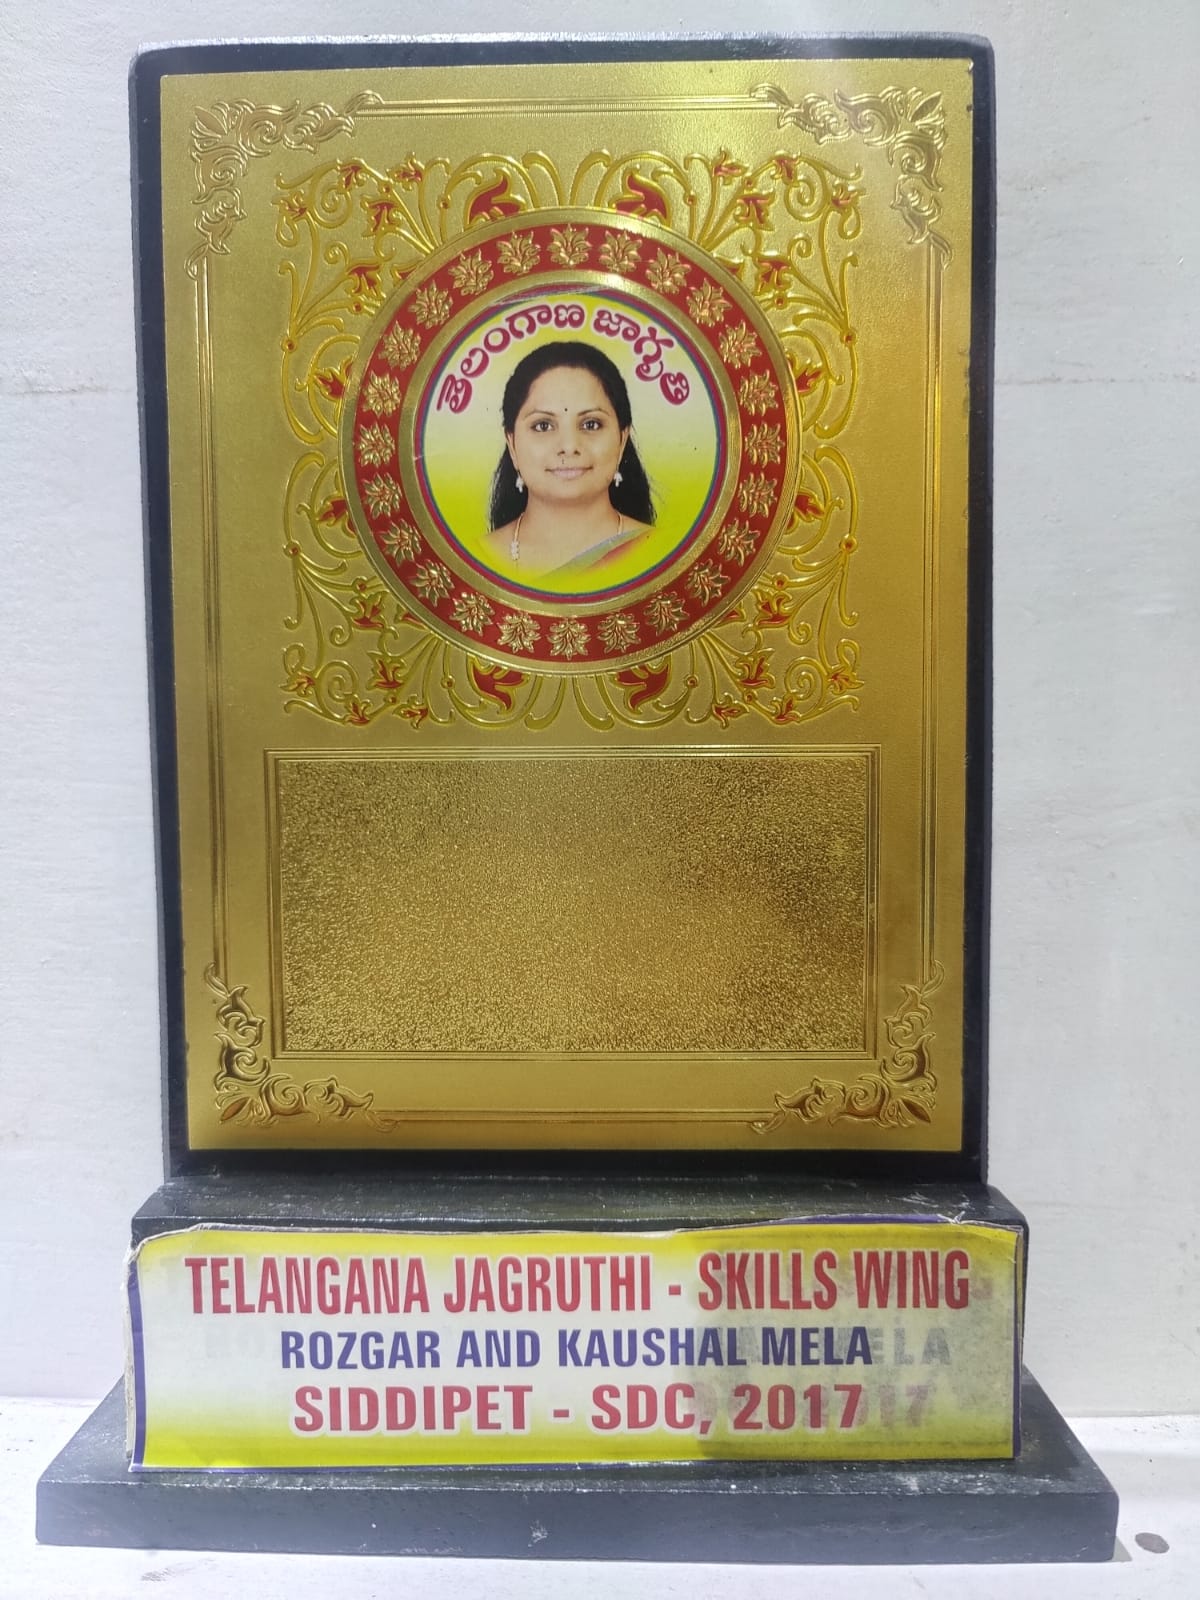 తెలంగాణ జాగృతి
TELANGANA JAGRUTHI - SKILLS WING
ROZGAR AND KAUSHAL MELA
SIDDIPET - SDC, 2017